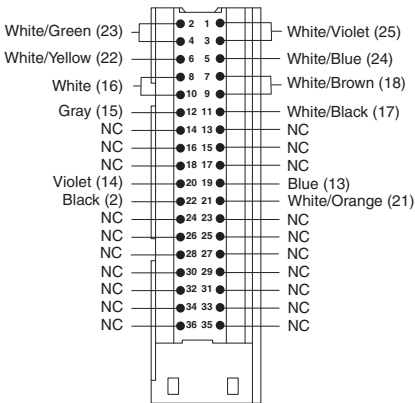 2 1
White/Green (23) White/Violet (25)
4 3
White/Yellow (22) 6 5 White/Blue (24)
8 7
White (16) White/Brown (18)
10 9
Gray (15) 12 11 White/Black (17)
NC 14 13 NC
NC 16 15 NC
NC 18 17 NC
Violet (14) 20 19 Blue (13)
Black (2) 22 21 White/Orange (21)
NC 24 23 NC
NC 26 25 NC
NC 28 27 NC
NC 30 29 NC
NC 32 31 NC
NC 34 33 NC
NC 36 35 NC